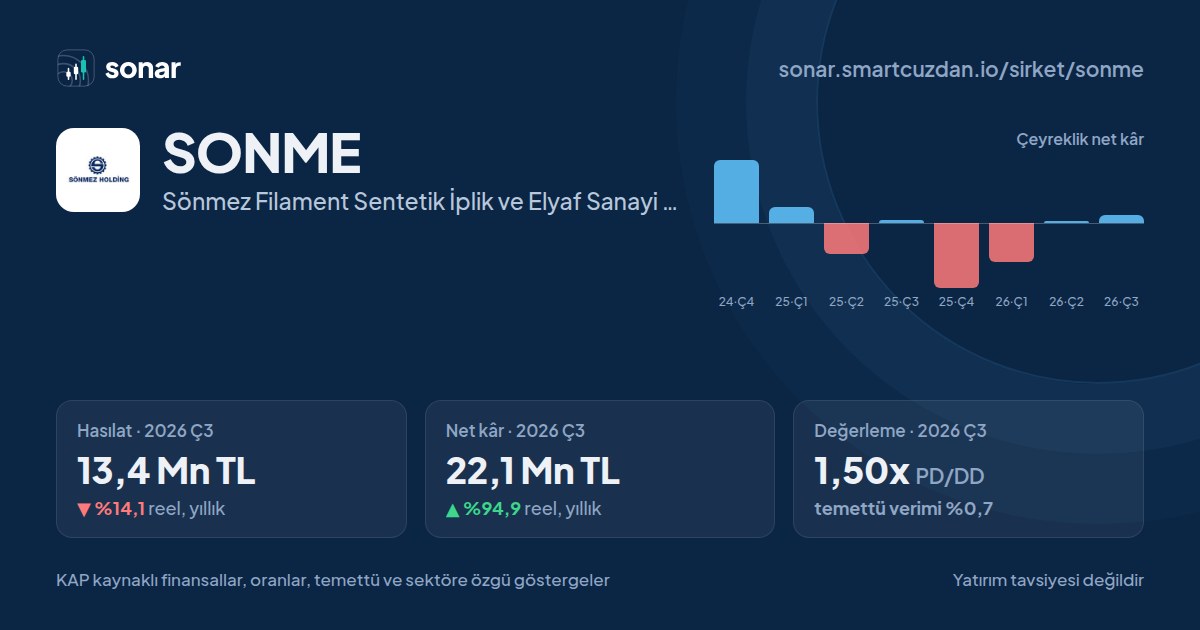 sonar
sonar.smartcuzdan.io/sirket/sonme
SÖNMEZ HOLDİNG
SONME
Sönmez Filament Sentetik İplik ve Elyaf Sanayi ...
Çeyreklik net kâr
24·Ç4 25·Ç1 25·Ç2 25·Ç3 25·Ç4 26·Ç1 26·Ç2 26·Ç3
Hasılat · 2026 Ç3
13,4 Mn TL
▼ %14,1 reel, yıllık
Net kâr · 2026 Ç3
22,1 Mn TL
▲ %94,9 reel, yıllık
Değerleme · 2026 Ç3
1,50x PD/DD
temettü verimi %0,7
KAP kaynaklı finansallar, oranlar, temettü ve sektöre özgü göstergeler
Yatırım tavsiyesi değildir